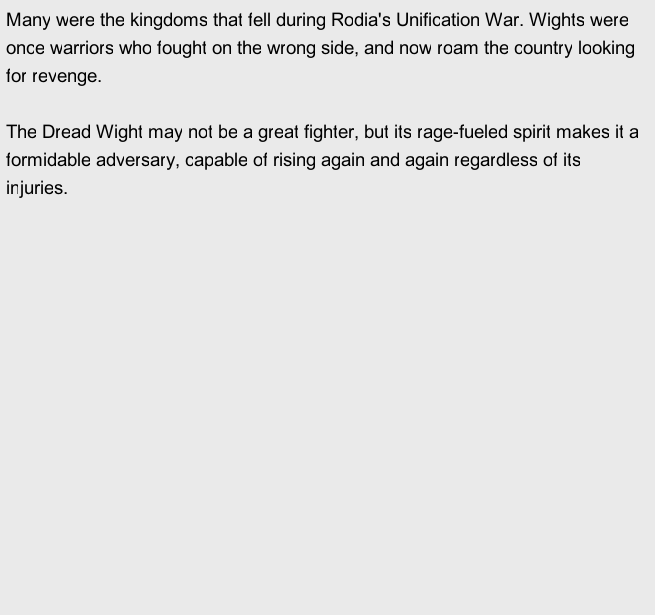 Many were the kingdoms that fell during Rodia's Unification War. Wights were
once warriors who fought on the wrong side, and now roam the country looking
for revenge.
The Dread Wight may not be a great fighter, but its rage-fueled spirit makes it a
formidable adversary, capable of rising again and again regardless of its
injuries.